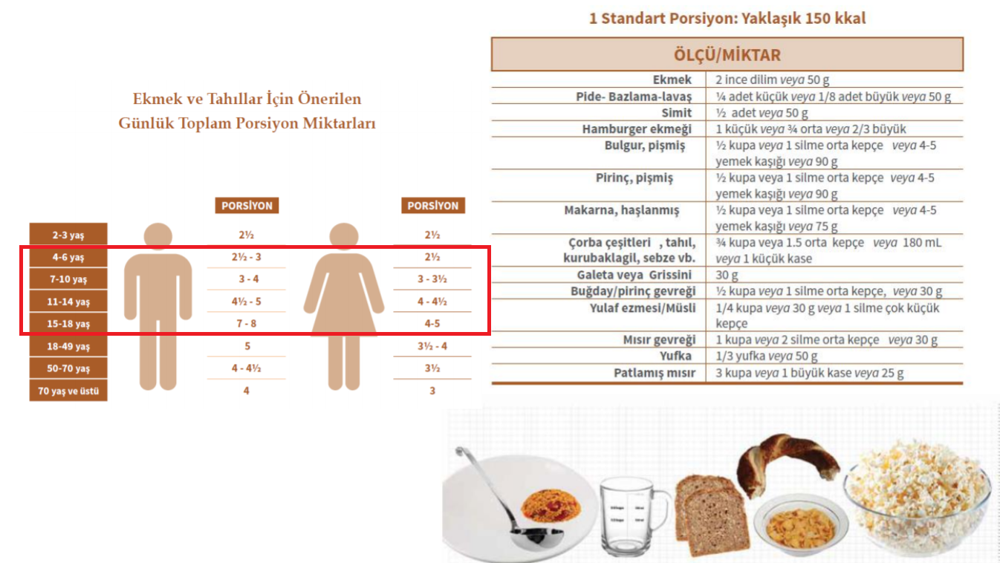 Ekmek ve Tahıllar İçin Önerilen
Günlük Toplam Porsiyon Miktarları
PORSİYON PORSİYON
2-3 yaş 2½ 2½
4-6 yaş 2½ - 3 2½
7-10 yaş 3 - 4 3 - 3½
11-14 yaş 4½ - 5 4 - 4½
15-18 yaş 7 - 8 4-5
18-49 yaş 5 3½ - 4
50-70 yaş 4 - 4½ 3½
70 yaş ve üstü 4 3
1 Standart Porsiyon: Yaklaşık 150 kkal
ÖLÇÜ/MİKTAR
Ekmek 2 ince dilim veya 50 g
Pide- Bazlama-lavaş ¼ adet küçük veya 1/8 adet büyük veya 50 g
Simit ½ adet veya 50 g
Hamburger ekmeği 1 küçük veya ¾ orta veya 2/3 büyük
Bulgur, pişmiş ½ kupa veya 1 silme orta kepçe veya 4-5
yemek kaşığı veya 90 g
Pirinç, pişmiş ½ kupa veya 1 silme orta kepçe veya 4-5
yemek kaşığı veya 90 g
Makarna, haşlanmış ½ kupa veya 1 silme orta kepçe veya 4-5
yemek kaşığı veya 75 g
Çorba çeşitleri , tahıl, ¾ kupa veya 1.5 orta kepçe veya 180 mL
kurubaklagil, sebze vb. veya 1 küçük kase
Galeta veya Grissini 30 g
Buğday/pirinç gevreği ½ kupa veya 1 silme orta kepçe, veya 30 g
Yulaf ezmesi/Müsli 1/4 kupa veya 30 g veya 1 silme çok küçük
kepçe
Mısır gevreği 1 kupa veya 2 silme orta kepçe veya 30 g
Yufka 1/3 yufka veya 50 g
Patlamış mısır 3 kupa veya 1 büyük kase veya 25 g